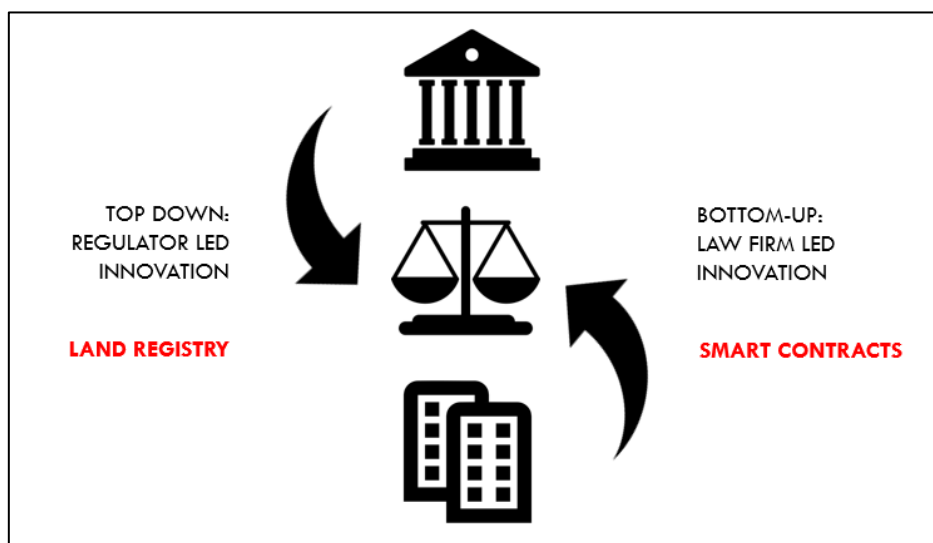 TOP DOWN:
REGULATOR LED
INNOVATION
LAND REGISTRY
BOTTOM-UP:
LAW FIRM LED
INNOVATION
SMART CONTRACTS